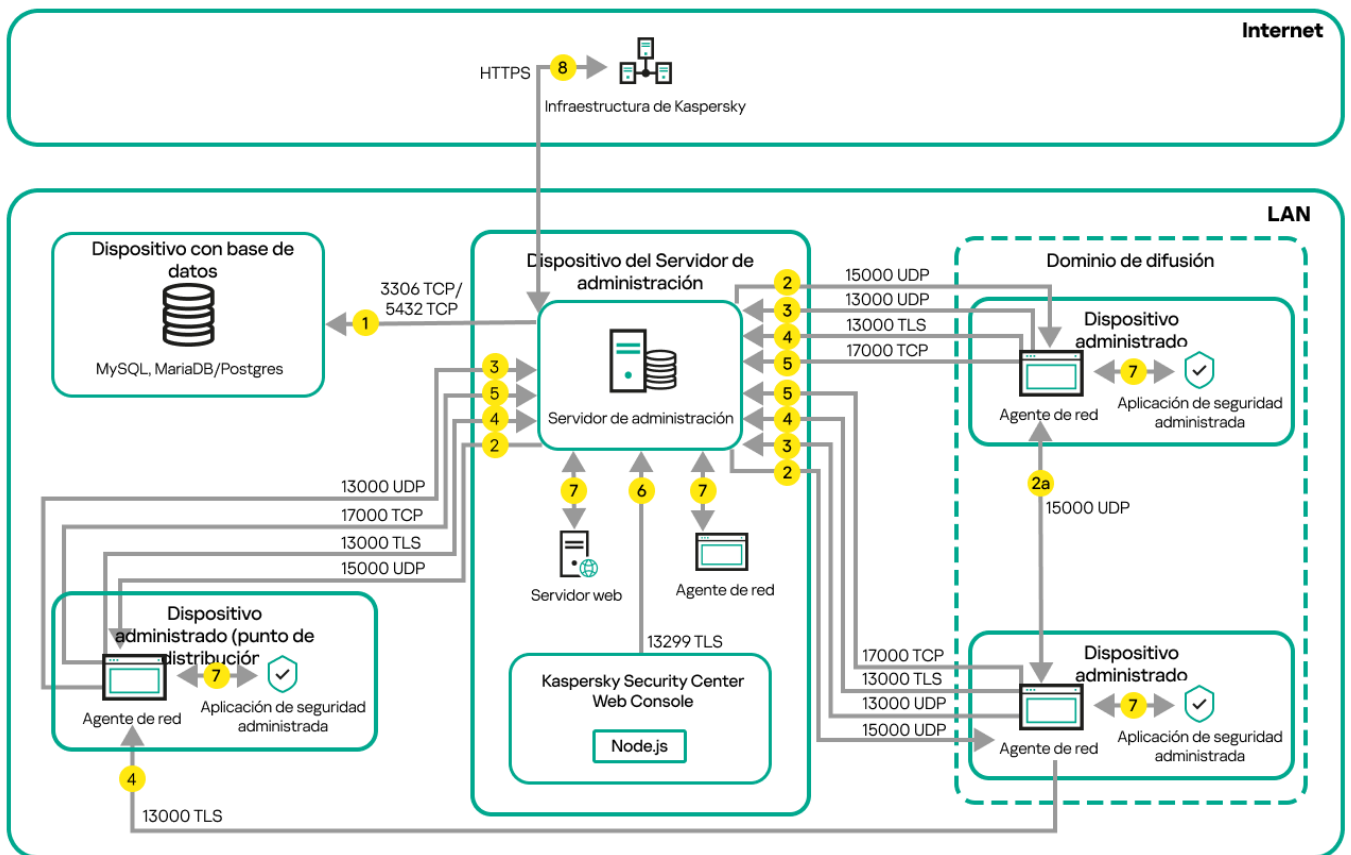 Internet
HTTPS
8
Infraestructura de Kaspersky
LAN
Dispositivo con base de
datos
MySQL, MariaDB/Postgres
3306 TCP/
5432 TCP
1
Dispositivo del Servidor de
administración
Servidor de administración
3
5
4
2
2
3
4
5
5
4
3
2
15000 UDP
13000 UDP
13000 TLS
17000 TCP
Dominio de difusión
Dispositivo
administrado
7
Agente de red
Aplicación de seguridad
administrada
2a
15000 UDP
13000 UDP
17000 TCP
13000 TLS
15000 UDP
7
6
7
Servidor web
Agente de red
13299 TLS
Kaspersky Security Center
Web Console
Node.js
Dispositivo
administrado (punto de
distribución
7
Agente de red
Aplicación de seguridad
administrada
4
13000 TLS
17000 TCP
13000 TLS
13000 UDP
15000 UDP
Dispositivo
administrado
7
Agente de red
Aplicación de seguridad
administrada